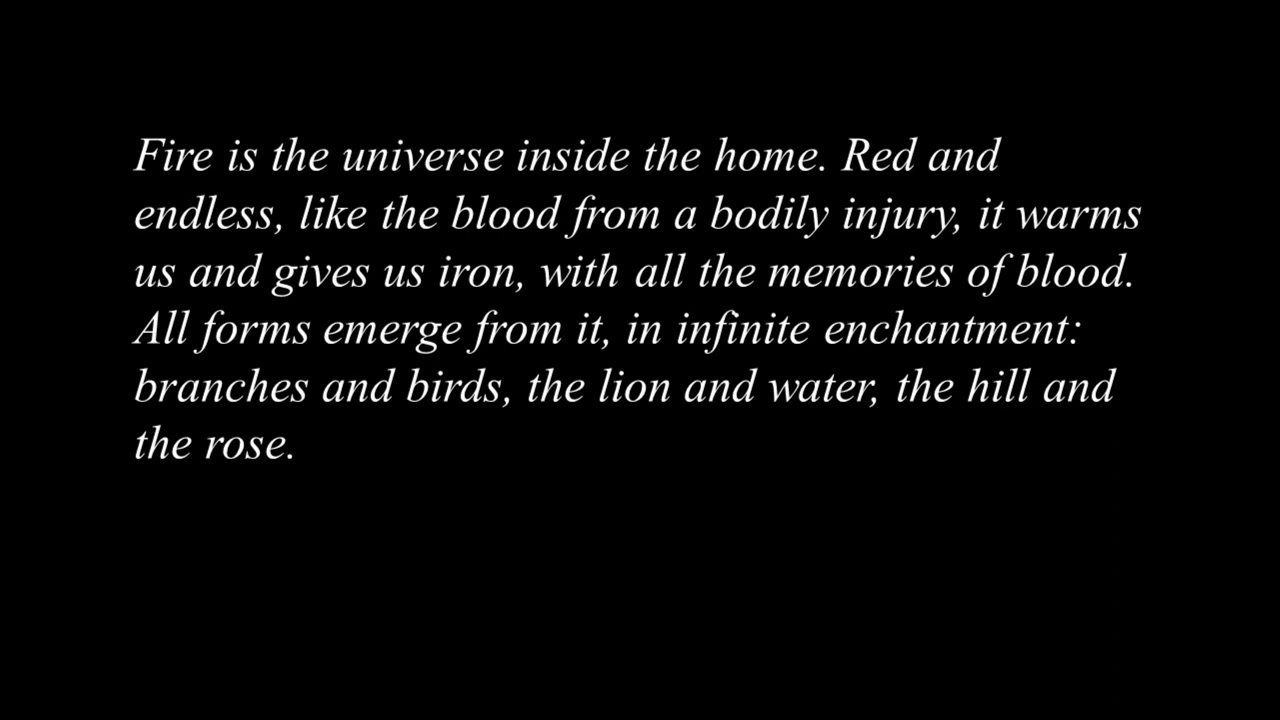 Fire is the universe inside the home. Red and
endless, like the blood from a bodily injury, it warms
us and gives us iron, with all the memories of blood.
All forms emerge from it, in infinite enchantment:
branches and birds, the lion and water, the hill and
the rose.